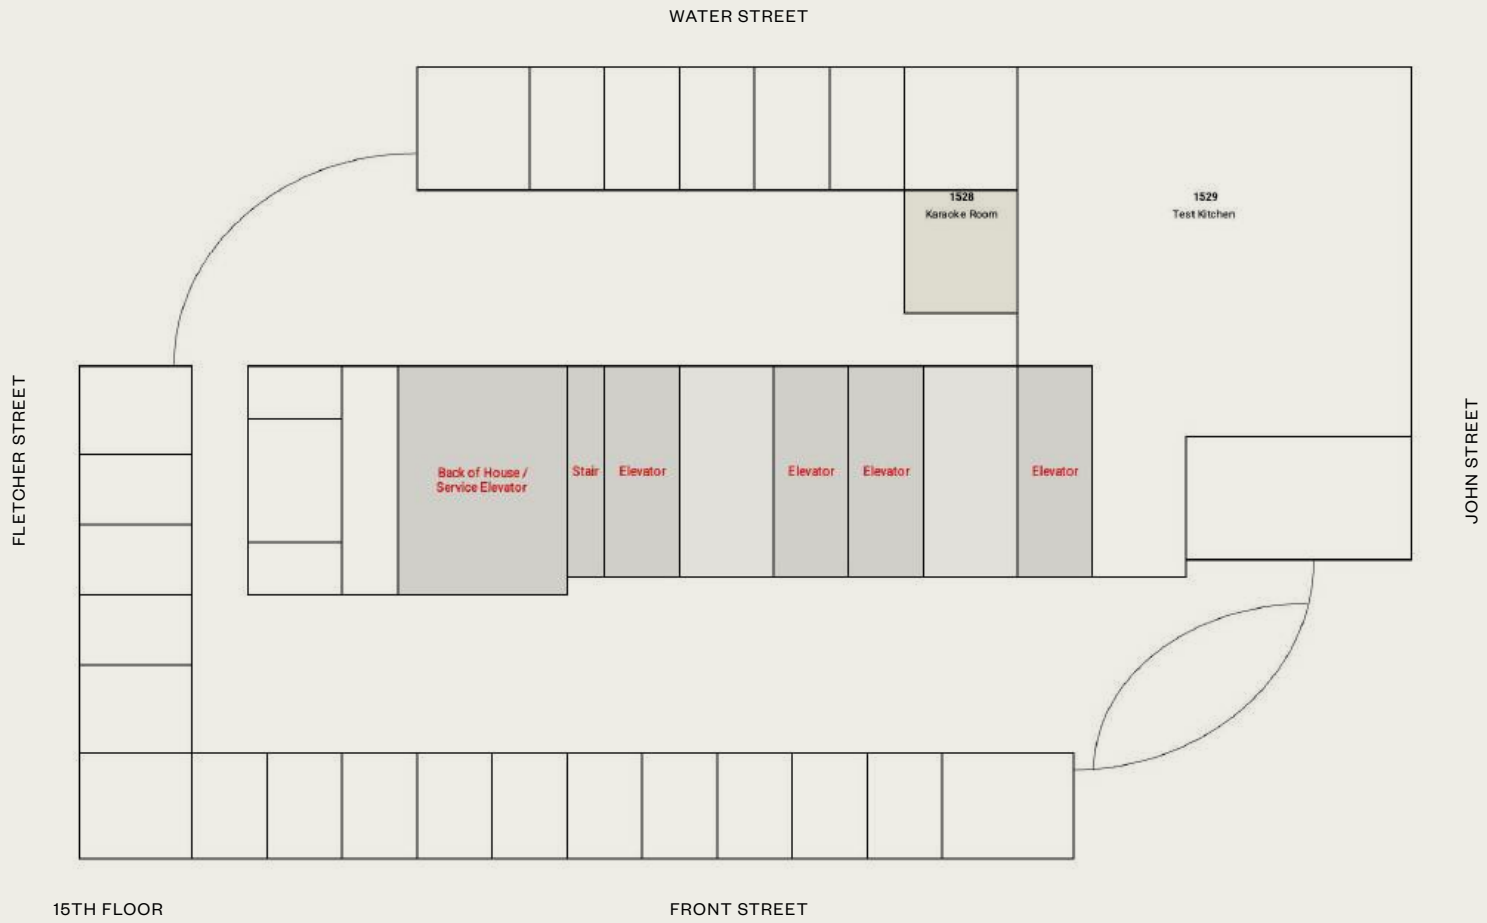 WATER STREET
1528
Karaoke Room
1529
Test Kitchen
FLETCHER STREET
JOHN STREET
Back of House /
Service Elevator
Stair
Elevator
Elevator
Elevator
Elevator
15TH FLOOR
FRONT STREET